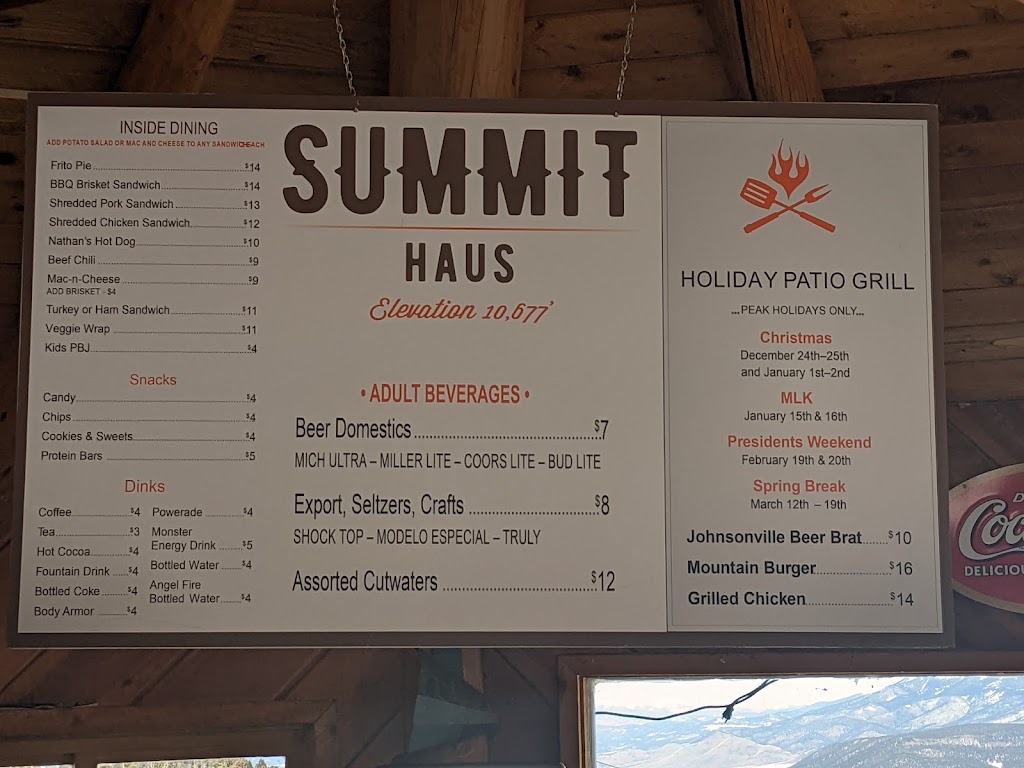 INSIDE DINING
ADD POTATO SALAD OR MAC AND CHEESE TO ANY SANDWICH EACH
Frito Pie $14
BBQ Brisket Sandwich $14
Shredded Pork Sandwich $13
Shredded Chicken Sandwich $12
Nathan's Hot Dog $10
Beef Chili $9
Mac-n-Cheese $9
ADD BRISKET - $4
Turkey or Ham Sandwich $11
Veggie Wrap $11
Kids PBJ $4
Snacks
Candy $4
Chips $4
Cookies & Sweets $4
Protein Bars $5
Dinks
Coffee $4
Tea $3
Hot Cocoa $4
Fountain Drink $4
Bottled Coke $4
Body Armor $4
Powerade $4
Monster
Energy Drink $5
Bottled Water $4
Angel Fire
Bottled Water $4
SUMMIT
HAUS
Elevation 10,677'
• ADULT BEVERAGES •
Beer Domestics $7
MICH ULTRA – MILLER LITE – COORS LITE – BUD LITE
Export, Seltzers, Crafts $8
SHOCK TOP – MODELO ESPECIAL – TRULY
Assorted Cutwaters $12
HOLIDAY PATIO GRILL
...PEAK HOLIDAYS ONLY...
Christmas
December 24th–25th
and January 1st–2nd
MLK
January 15th & 16th
Presidents Weekend
February 19th & 20th
Spring Break
March 12th – 19th
Johnsonville Beer Brat $10
Mountain Burger $16
Grilled Chicken $14